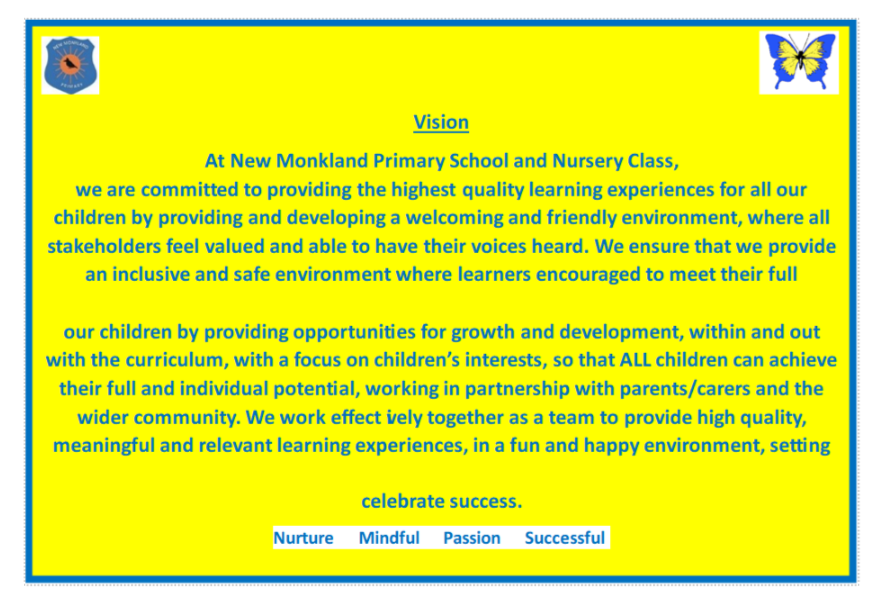 NEW MONKLAND
PRIMARY
Vision
At New Monkland Primary School and Nursery Class,
we are committed to providing the highest quality learning experiences for all our
children by providing and developing a welcoming and friendly environment, where all
stakeholders feel valued and able to have their voices heard. We ensure that we provide
an inclusive and safe environment where learners encouraged to meet their full
our children by providing opportunities for growth and development, within and out
with the curriculum, with a focus on children's interests, so that ALL children can achieve
their full and individual potential, working in partnership with parents/carers and the
wider community. We work effect ively together as a team to provide high quality,
meaningful and relevant learning experiences, in a fun and happy environment, setting
celebrate success.
Nurture Mindful Passion Successful